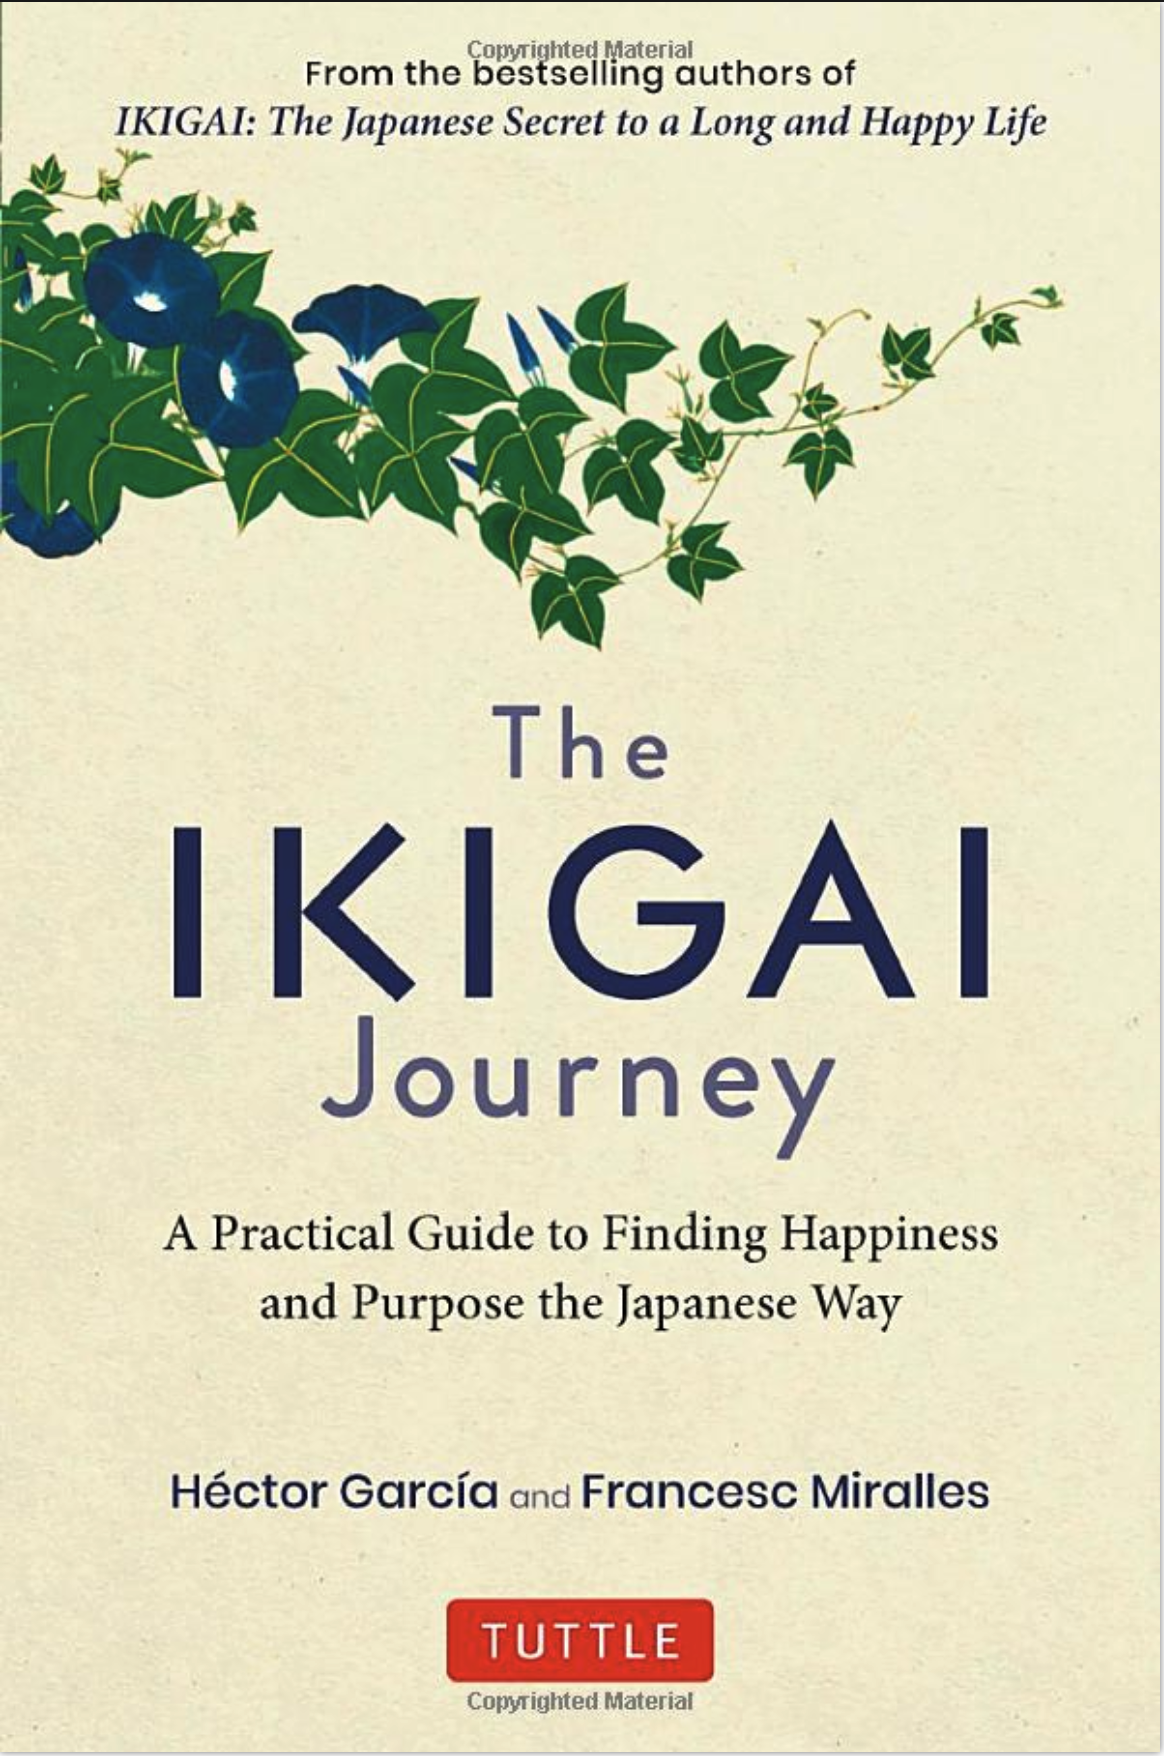 Copyrighted Material
From the bestselling authors of
IKIGAI: The Japanese Secret to a Long and Happy Life
The
IKIGAI
Journey
A Practical Guide to Finding Happiness
and Purpose the Japanese Way
Héctor García and Francesc Miralles
TUTTLE
Copyrighted Material